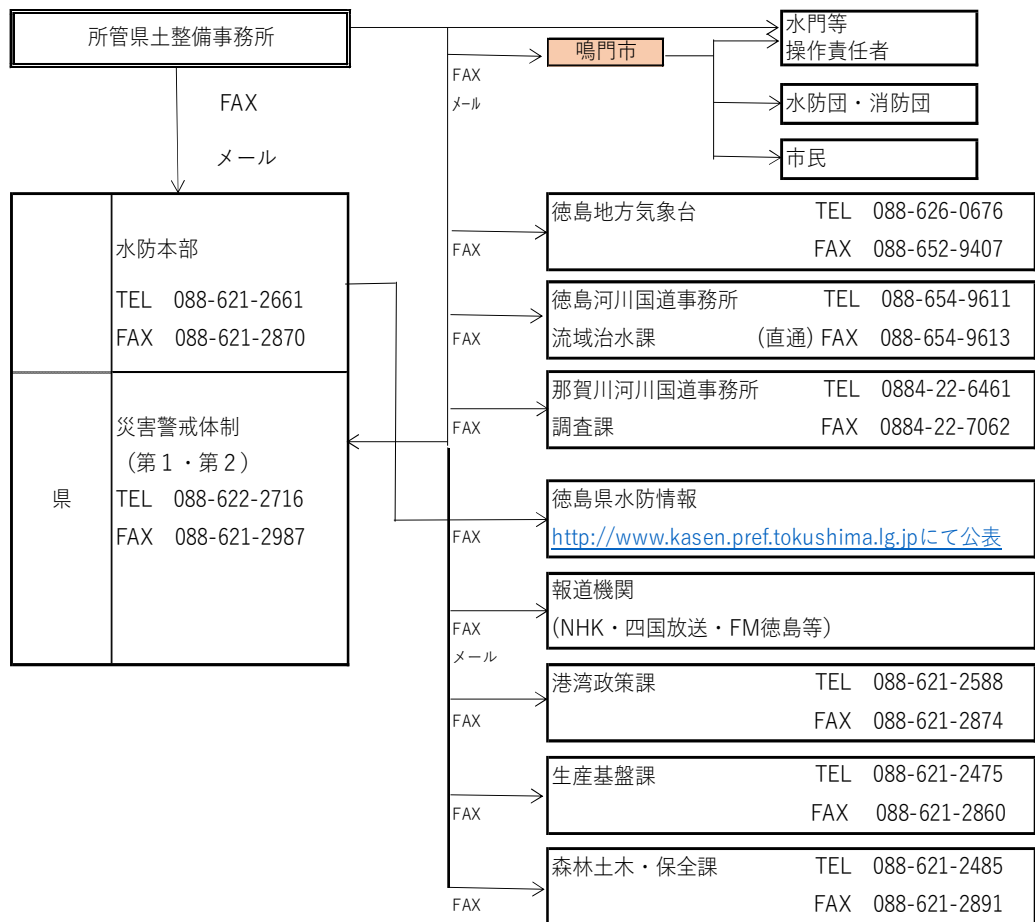 所管県土整備事務所
水門等
操作責任者
鳴門市
FAX
メール
FAX
メール
水防団・消防団
市民
県
水防本部
TEL 088-621-2661
FAX 088-621-2870
災害警戒体制
(第1・第2)
TEL 088-622-2716
FAX 088-621-2987
FAX
徳島地方気象台 TEL 088-626-0676
FAX 088-652-9407
FAX
徳島河川国道事務所 TEL 088-654-9611
流域治水課 (直通) FAX 088-654-9613
FAX
那賀川河川国道事務所 TEL 0884-22-6461
調査課 FAX 0884-22-7062
FAX
徳島県水防情報
http://www.kasen.pref.tokushima.lg.jpにて公表
FAX
メール
報道機関
(NHK・四国放送・FM徳島等)
FAX
港湾政策課 TEL 088-621-2588
FAX 088-621-2874
FAX
生産基盤課 TEL 088-621-2475
FAX 088-621-2860
FAX
森林土木・保全課 TEL 088-621-2485
FAX 088-621-2891